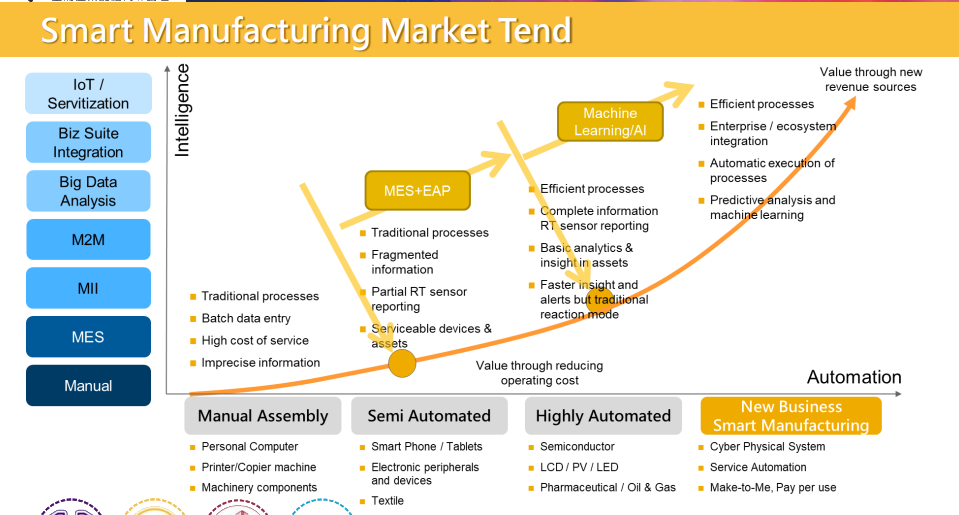 Smart Manufacturing Market Tend
IoT /
Servitization
Biz Suite
Integration
Big Data
Analysis
M2M
MII
MES
Manual
Intelligence
Automation
Traditional processes
Batch data entry
High cost of service
Imprecise information
MES+EAP
Traditional processes
Fragmented
information
Partial RT sensor
reporting
Serviceable devices &
assets
Machine
Learning/AI
Efficient processes
Complete information
RT sensor reporting
Basic analytics &
insight in assets
Faster insight and
alerts but traditional
reaction mode
Value through new
revenue sources
Efficient processes
Enterprise / ecosystem
integration
Automatic execution of
processes
Predictive analysis and
machine learning
Value through reducing
operating cost
Manual Assembly
Personal Computer
Printer/Copier machine
Machinery components
Semi Automated
Smart Phone / Tablets
Electronic peripherals
and devices
Textile
Highly Automated
Semiconductor
LCD / PV / LED
Pharmaceutical / Oil & Gas
New Business
Smart Manufacturing
Cyber Physical System
Service Automation
Make-to-Me, Pay per use